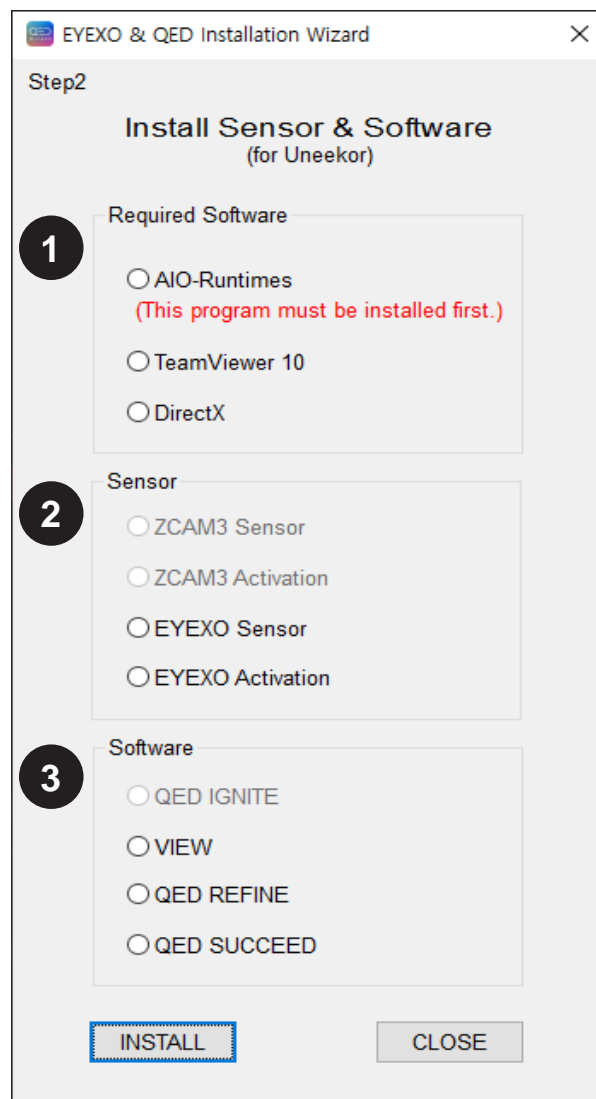 EYEXO & QED Installation Wizard
Step2
Install Sensor & Software
(for Uneekor)
1
Required Software
AIO-Runtimes
(This program must be installed first.)
TeamViewer 10
DirectX
2
Sensor
ZCAM3 Sensor
ZCAM3 Activation
EYEXO Sensor
EYEXO Activation
3
Software
QED IGNITE
VIEW
QED REFINE
QED SUCCEED
INSTALL
CLOSE